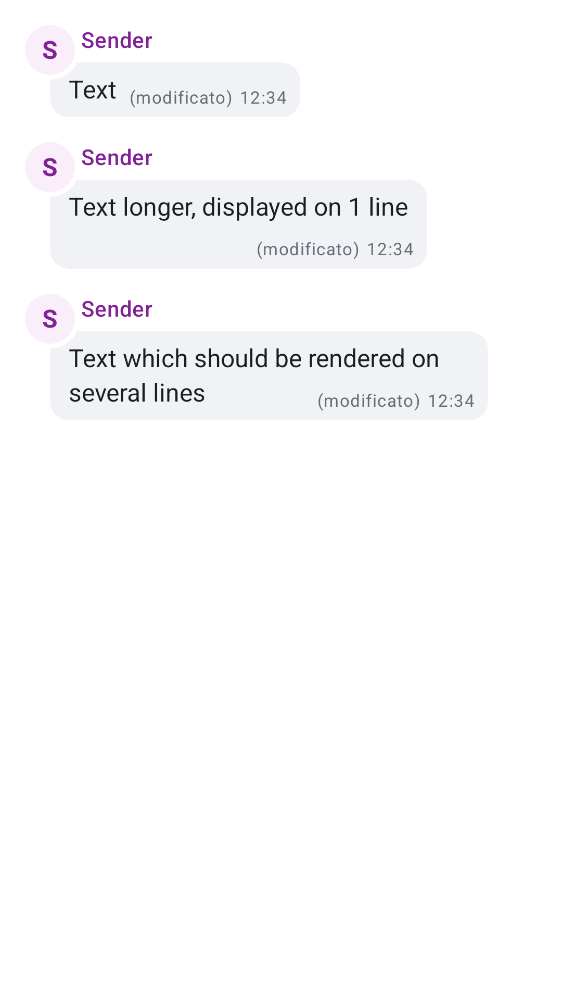 S Sender
Text (modificato) 12:34
S Sender
Text longer, displayed on 1 line
(modificato) 12:34
S Sender
Text which should be rendered on
several lines (modificato) 12:34